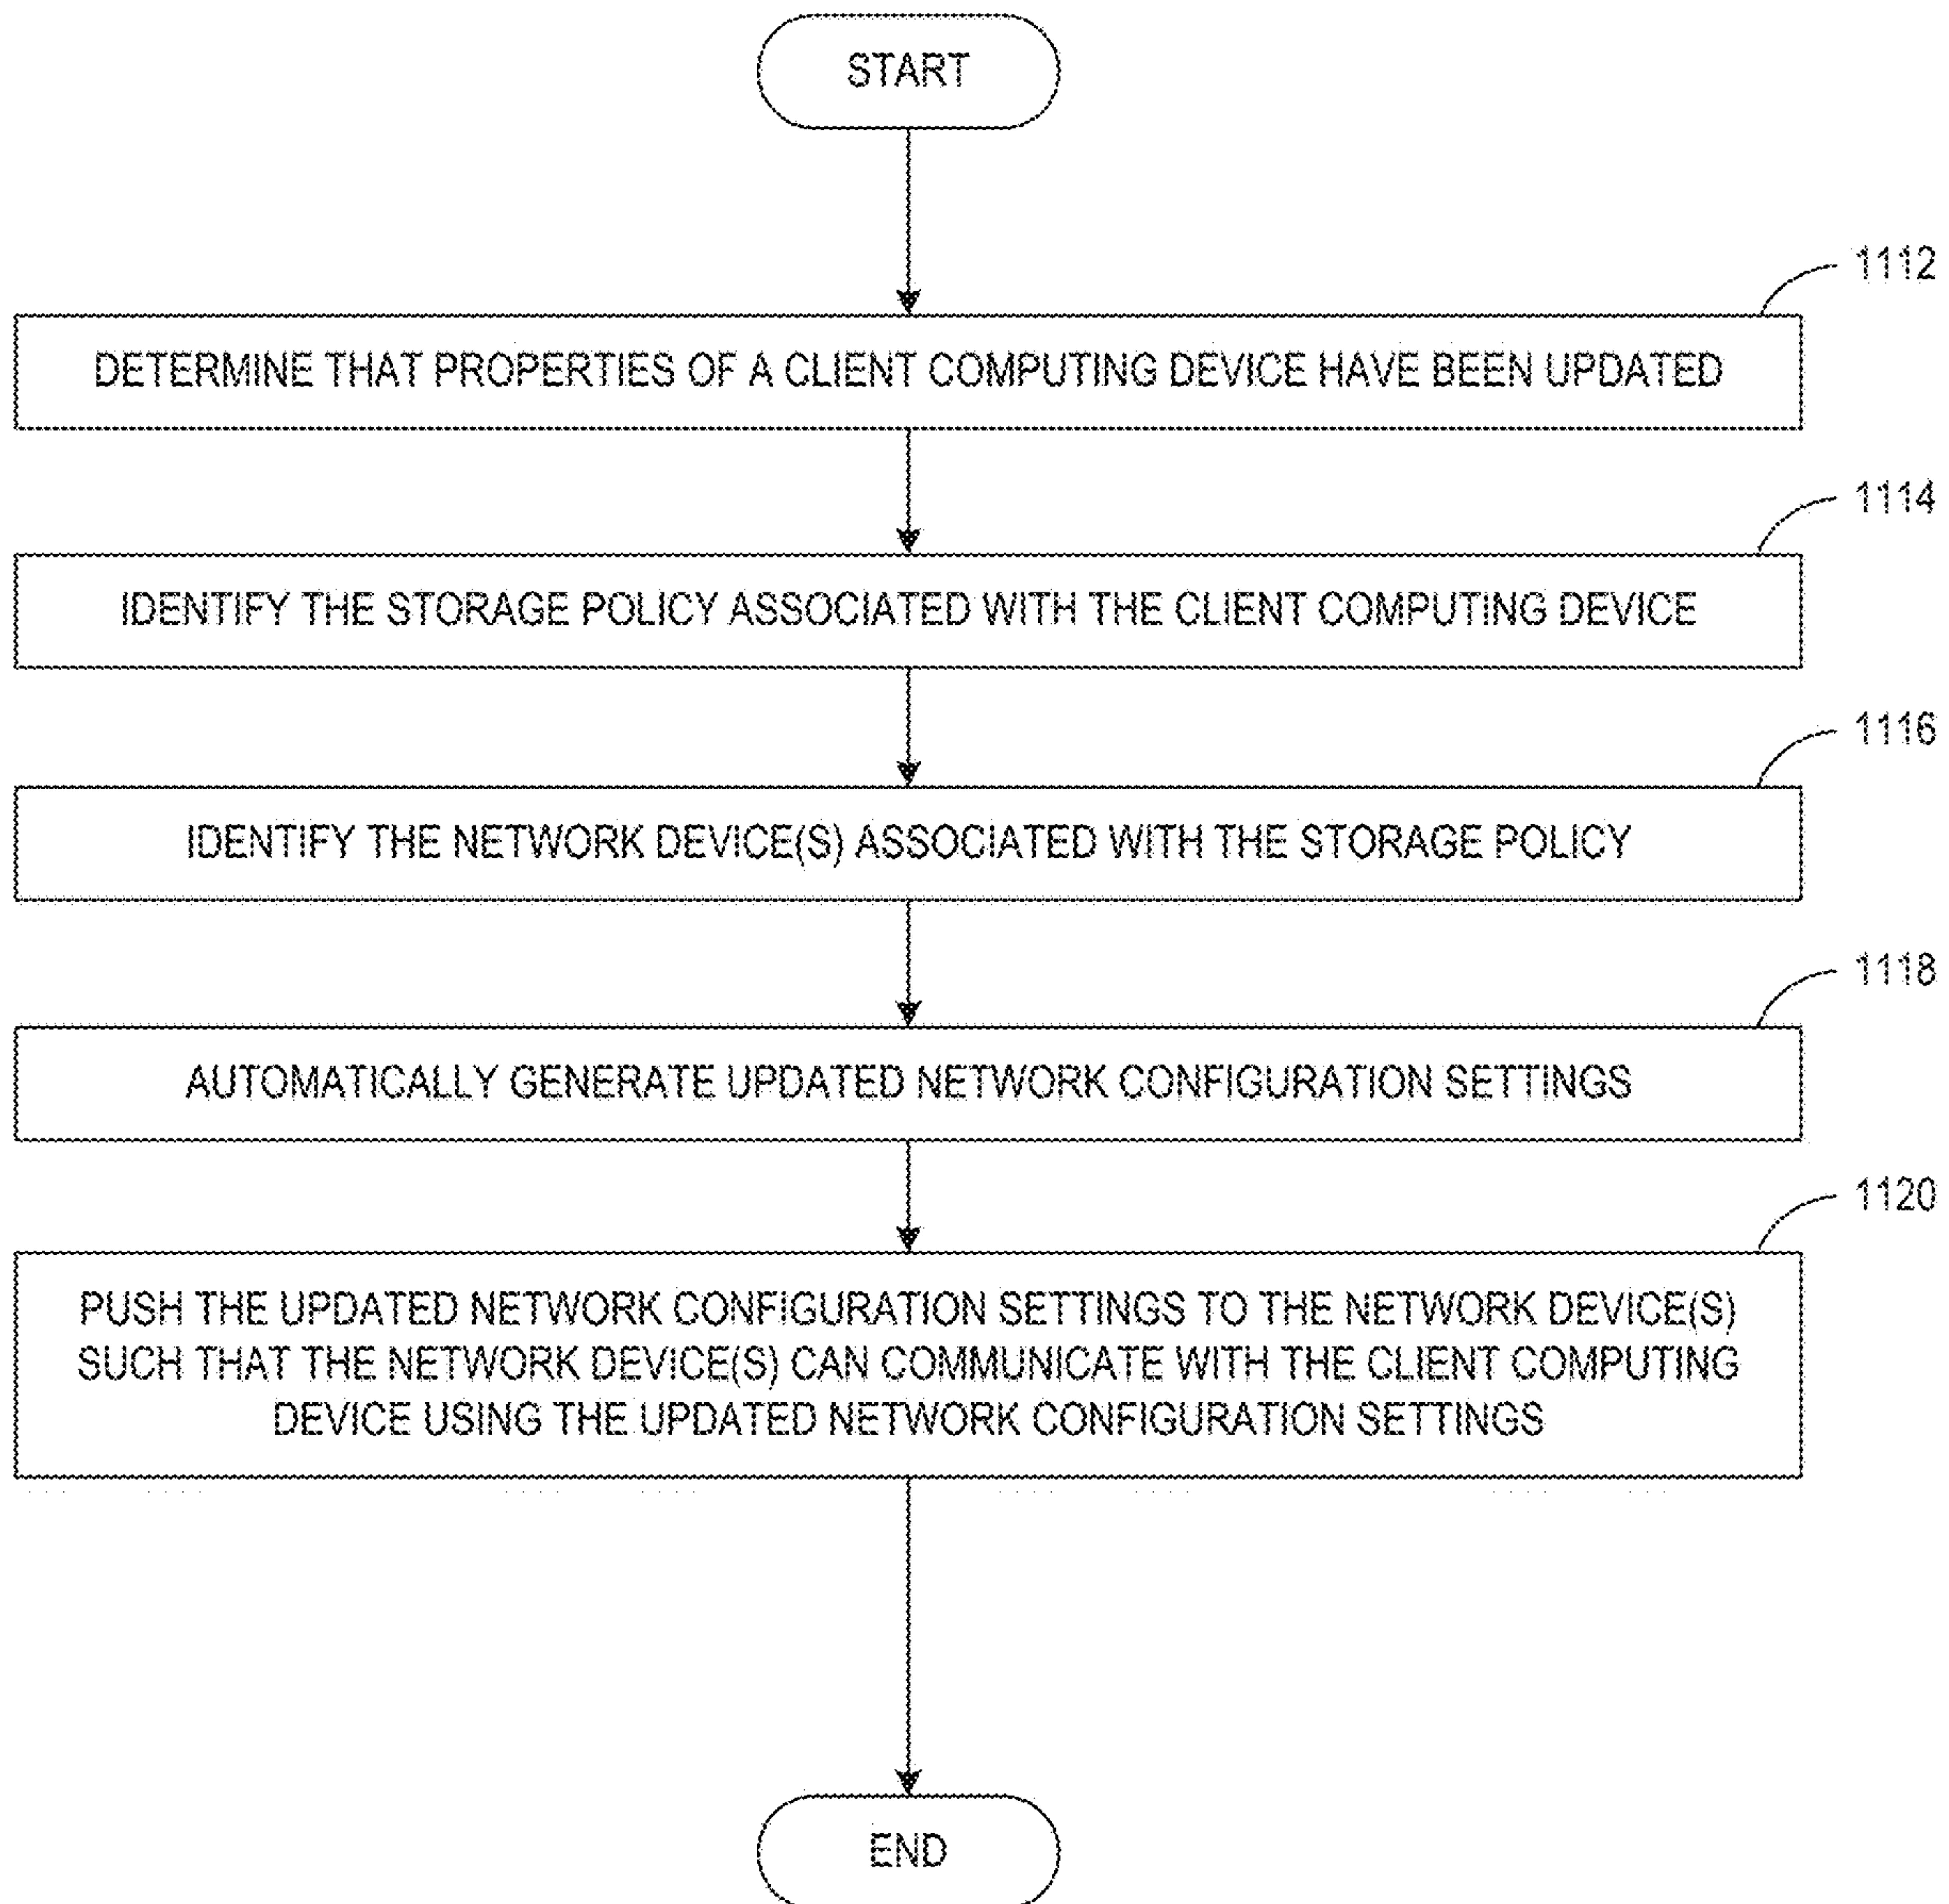 START
1112
DETERMINE THAT PROPERTIES OF A CLIENT COMPUTING DEVICE HAVE BEEN UPDATED
1114
IDENTIFY THE STORAGE POLICY ASSOCIATED WITH THE CLIENT COMPUTING DEVICE
1116
IDENTIFY THE NETWORK DEVICE(S) ASSOCIATED WITH THE STORAGE POLICY
1118
AUTOMATICALLY GENERATE UPDATED NETWORK CONFIGURATION SETTINGS
1120
PUSH THE UPDATED NETWORK CONFIGURATION SETTINGS TO THE NETWORK DEVICE(S)
SUCH THAT THE NETWORK DEVICE(S) CAN COMMUNICATE WITH THE CLIENT COMPUTING
DEVICE USING THE UPDATED NETWORK CONFIGURATION SETTINGS
END